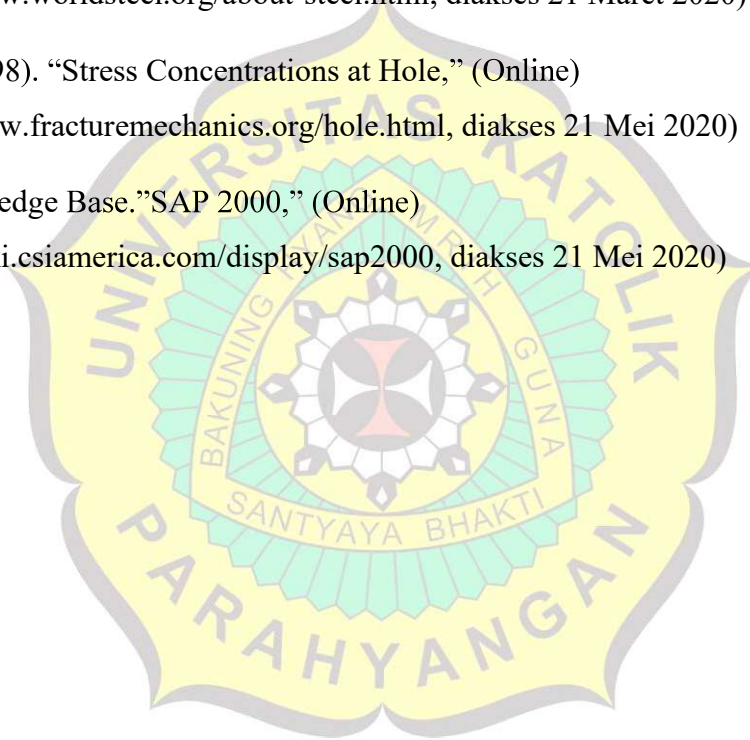 w.worldsteel.org/about-steel.html, diakses 21 Maret 2020)
98). “Stress Concentrations at Hole,” (Online)
w.fracturemechanics.org/hole.html, diakses 21 Mei 2020)
edge Base.”SAP 2000,” (Online)
i.csiamerica.com/display/sap2000, diakses 21 Mei 2020)
UNIVERSITAS KATOLIK
PARAHYANGAN
BAKUNING HYANG MRIH GUNA
SANTYAYA BHAKTI